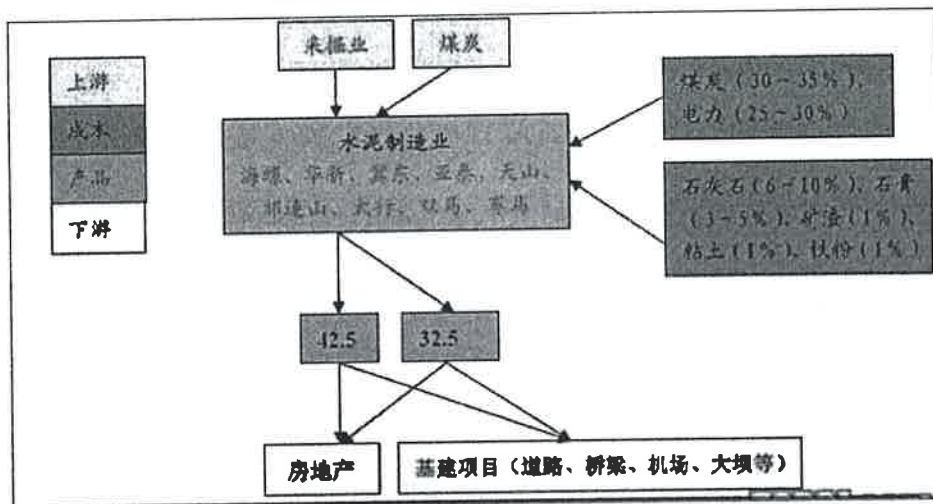 采掘业
煤炭
上游
成本
产品
下游
水泥制造业
海螺、华新、冀东、亚泰、天山、
祁连山、太行、双马、赛马
煤炭(30~35%)、
电力(25~30%)
石灰石(6~10%)、石膏
(3~5%)、矿渣(1%)、
粘土(1%)、铁粉(1%)
42.5
32.5
房地产
基建项目(道路、桥梁、机场、大坝等)